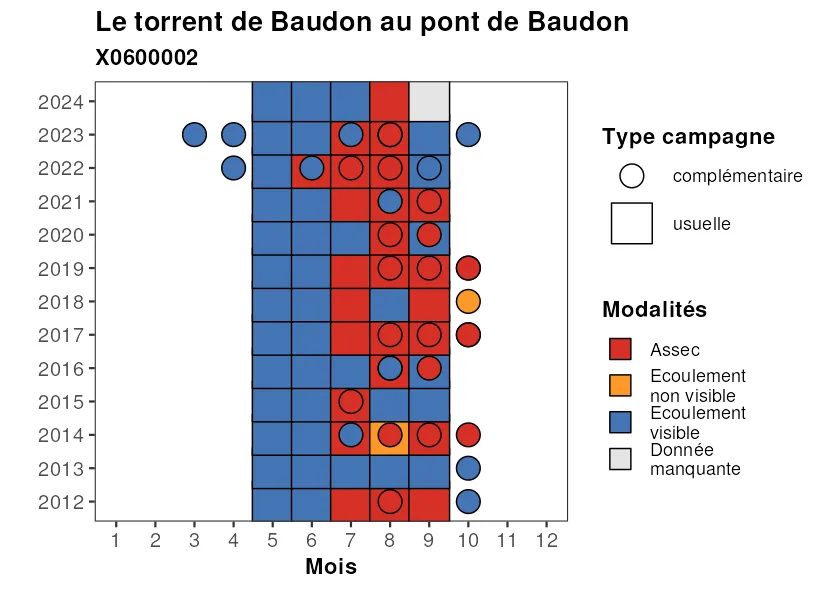 Le torrent de Baudon au pont de Baudon
X0600002
2024
2023
2022
2021
2020
2019
2018
2017
2016
2015
2014
2013
2012
1 2 3 4 5 6 7 8 9 10 11 12
Mois
Type campagne
complémentaire
usuelle
Modalités
Assec
Ecoulement
non visible
Ecoulement
visible
Donnée
manquante